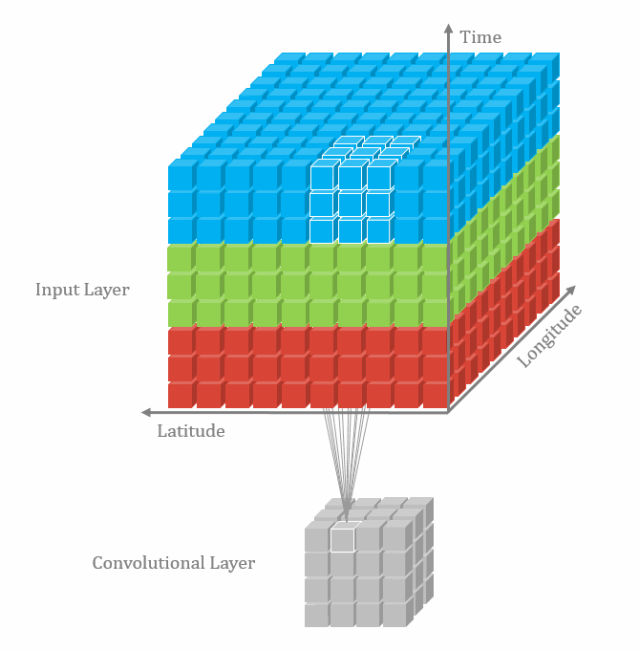 Time
Input Layer
Longitude
Latitude
Convolutional Layer